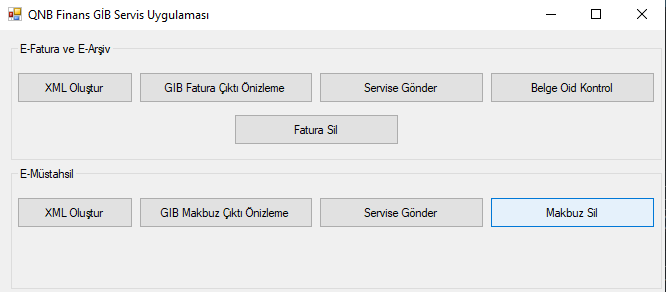 QNB Finans GİB Servis Uygulaması
E-Fatura ve E-Arşiv
XML Oluştur
GIB Fatura Çıktı Önizleme
Servise Gönder
Belge Oid Kontrol
Fatura Sil
E-Müstahsil
XML Oluştur
GIB Makbuz Çıktı Önizleme
Servise Gönder
Makbuz Sil